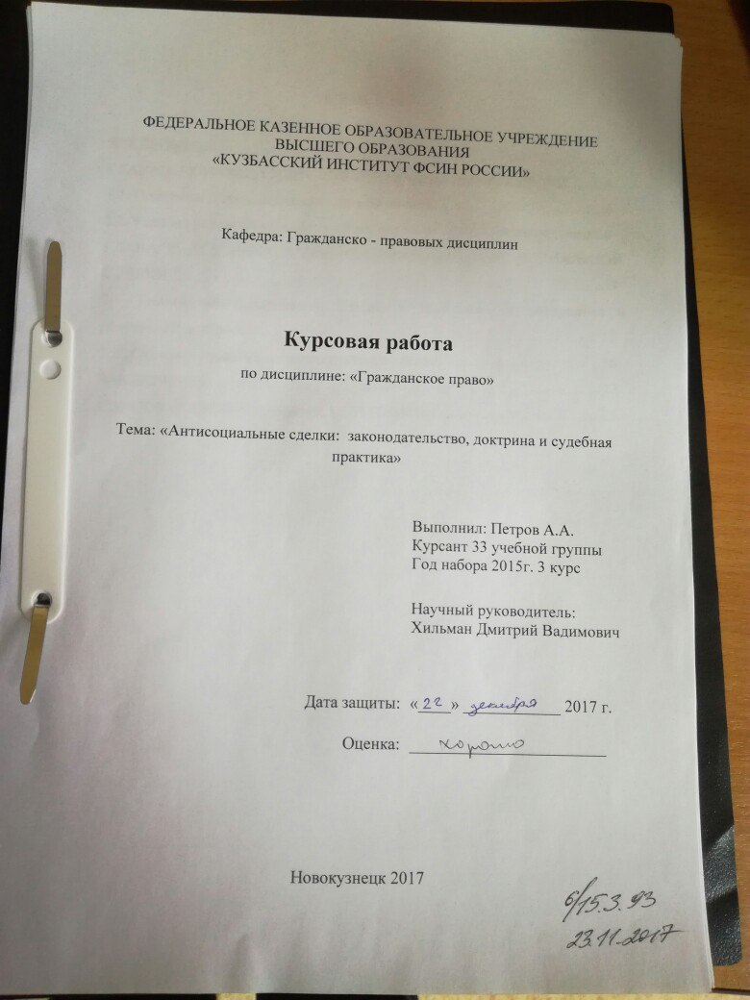 ФЕДЕРАЛЬНОЕ КАЗЕННОЕ ОБРАЗОВАТЕЛЬНОЕ УЧРЕЖДЕНИЕ
ВЫСШЕГО ОБРАЗОВАНИЯ
«КУЗБАССКИЙ ИНСТИТУТ ФСИН РОССИИ»
Кафедра: Гражданско - правовых дисциплин
Курсовая работа
по дисциплине: «Гражданское право»
Тема: «Антисоциальные сделки: законодательство, доктрина и судебная
практика»
Выполнил: Петров А.А.
Курсант 33 учебной группы
Год набора 2015г. 3 курс
Научный руководитель:
Хильман Дмитрий Вадимович
Дата защиты: «22» декабря 2017 г.
Оценка: хорошо
Новокузнецк 2017
6/15.3.93
23.11.2017